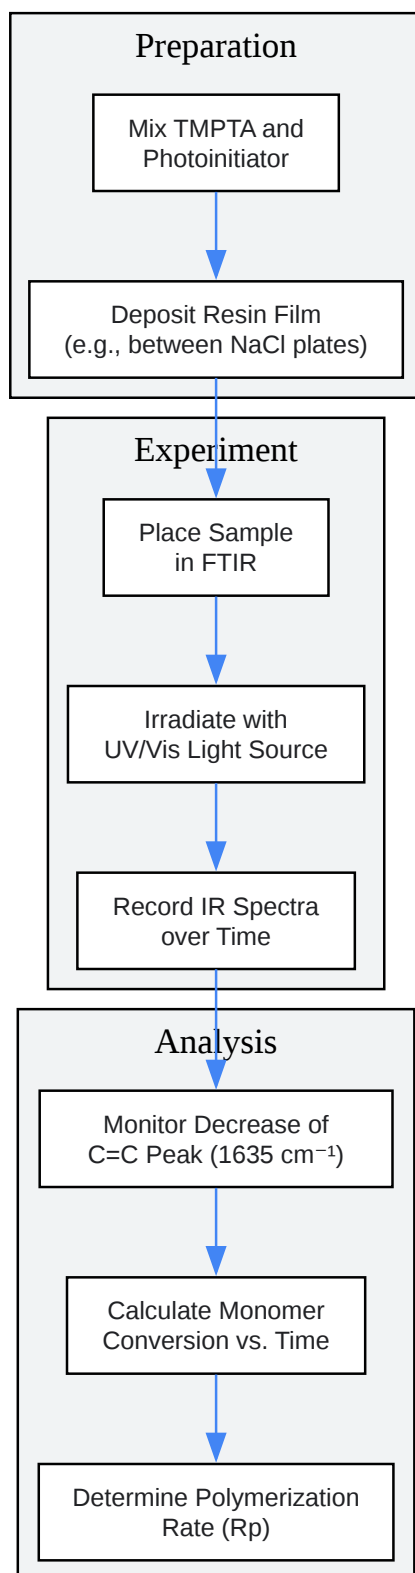 Preparation
Mix TMPTA and
Photoinitiator
Deposit Resin Film
(e.g., between NaCl plates)
Experiment
Place Sample
in FTIR
Irradiate with
UV/Vis Light Source
Record IR Spectra
over Time
Analysis
Monitor Decrease of
C=C Peak (1635 cm⁻¹)
Calculate Monomer
Conversion vs. Time
Determine Polymerization
Rate (Rp)